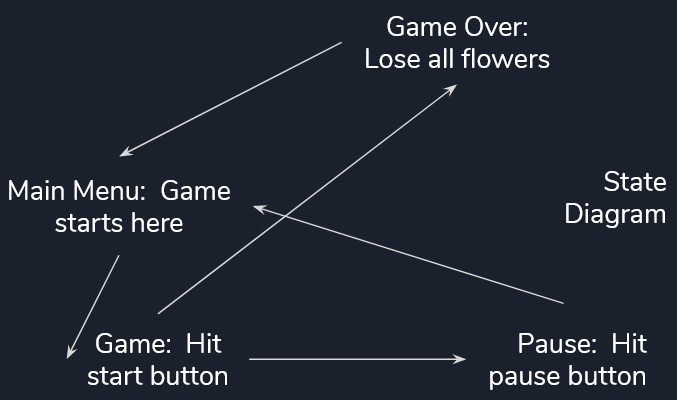 Game Over:
Lose all flowers
Main Menu:  Game
starts here
State
Diagram
Game:  Hit
start button
Pause:  Hit
pause button